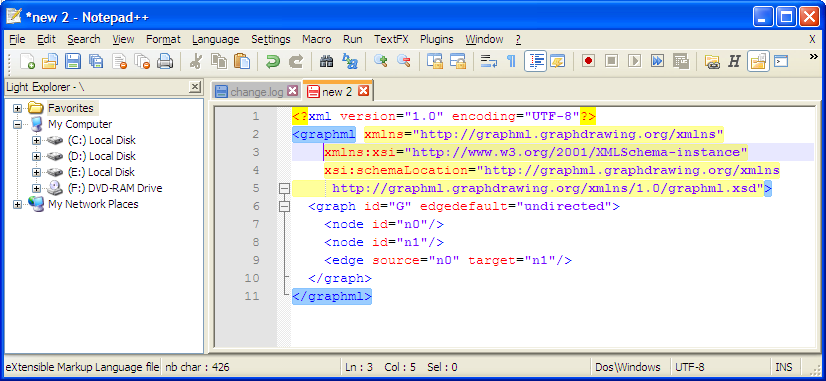 *new 2 - Notepad++
File Edit Search View Format Language Settings Macro Run TextFX Plugins Window ? X
H »
Light Explorer - \
change.log new 2
Favorites
My Computer
(C:) Local Disk
(D:) Local Disk
(E:) Local Disk
(F:) DVD-RAM Drive
My Network Places
1 <?xml version="1.0" encoding="UTF-8"?>
2 <graphml xmlns="http://graphml.graphdrawing.org/xmlns"
3 xmlns:xsi="http://www.w3.org/2001/XMLSchema-instance"
4 xsi:schemaLocation="http://graphml.graphdrawing.org/xmlns
5 http://graphml.graphdrawing.org/xmlns/1.0/graphml.xsd">
6 <graph id="G" edgedefault="undirected">
7 <node id="n0"/>
8 <node id="n1"/>
9 <edge source="n0" target="n1"/>
10 </graph>
11 </graphml>
eXtensible Markup Language file nb char : 426 Ln : 3 Col : 5 Sel : 0 Dos\Windows UTF-8 INS